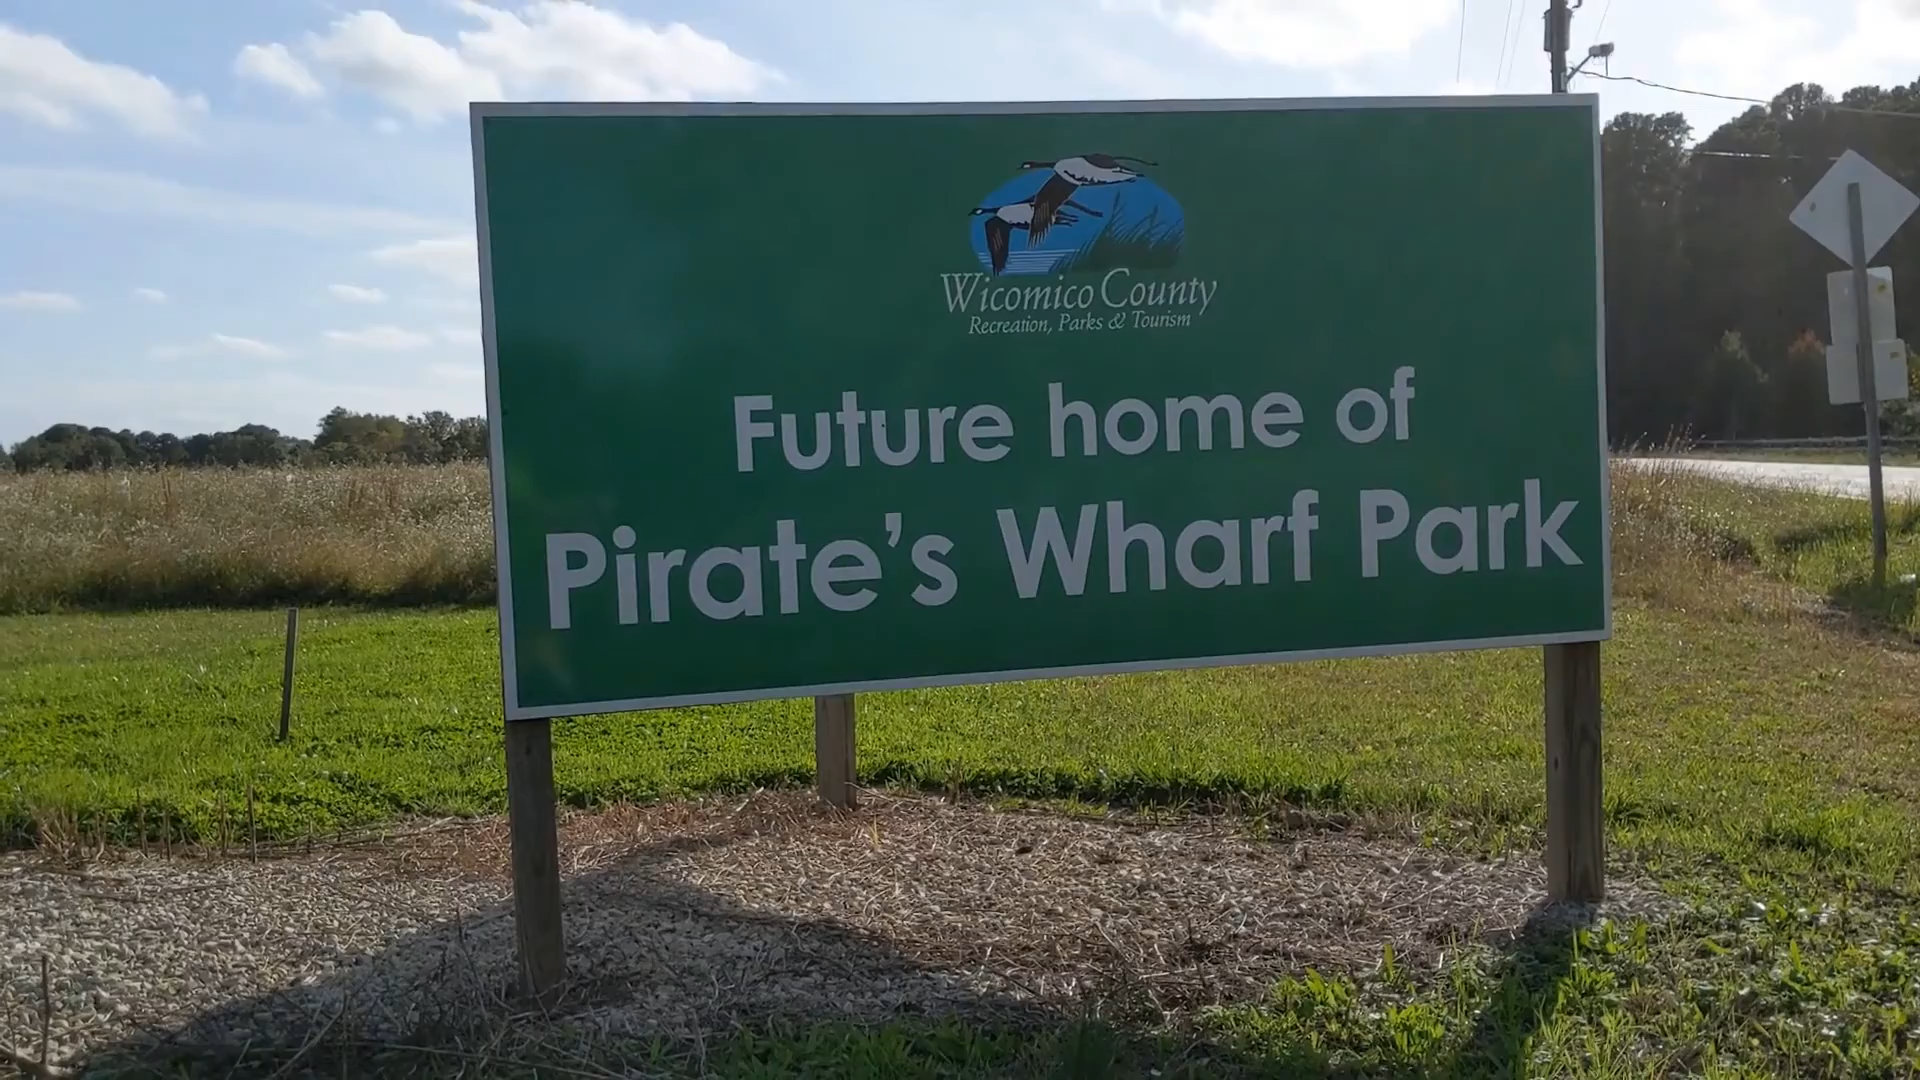 Wicomico County
Recreation, Parks & Tourism
Future home of
Pirate's Wharf Park